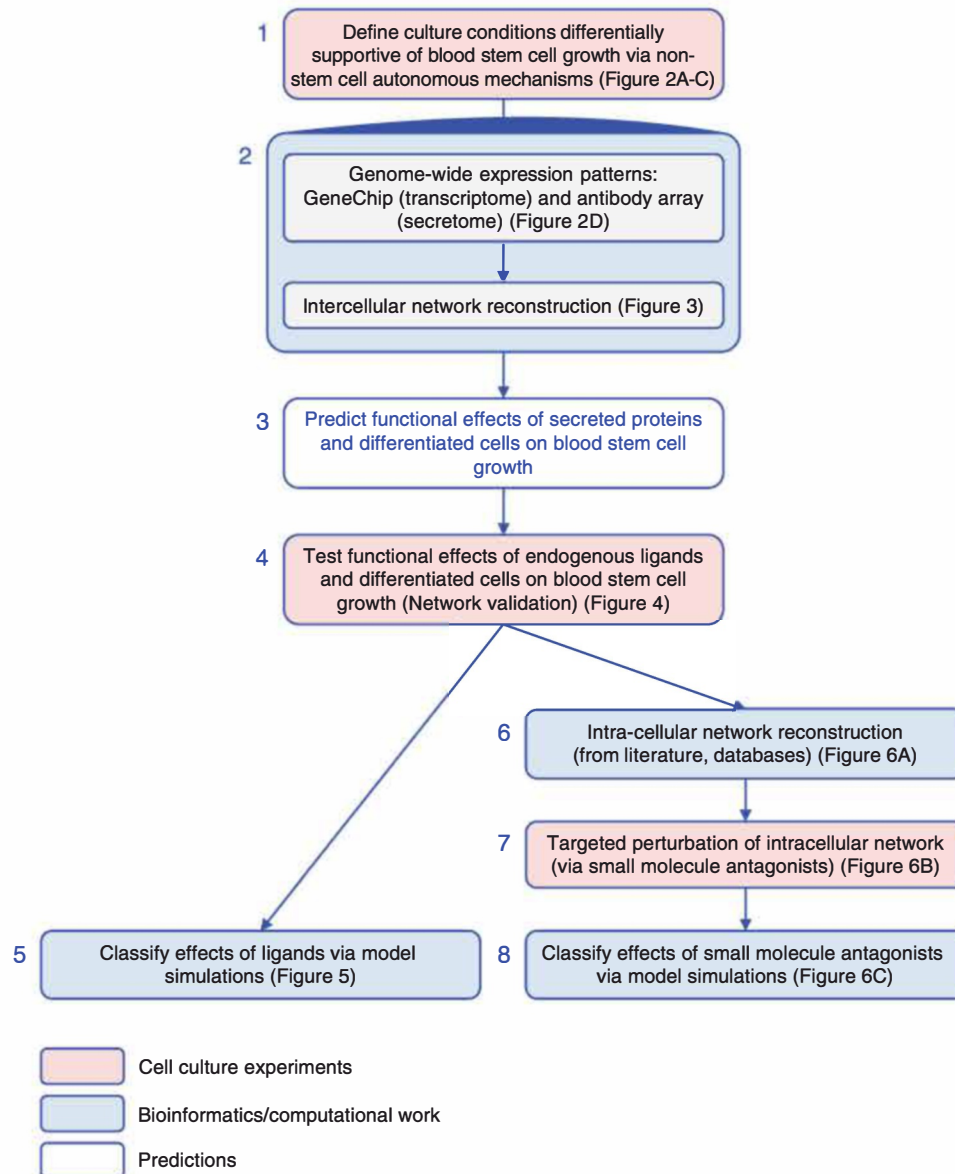 1
Define culture conditions differentially
supportive of blood stem cell growth via non-
stem cell autonomous mechanisms (Figure 2A-C)
2
Genome-wide expression patterns:
GeneChip (transcriptome) and antibody array
(secretome) (Figure 2D)
Intercellular network reconstruction (Figure 3)
3
Predict functional effects of secreted proteins
and differentiated cells on blood stem cell
growth
4
Test functional effects of endogenous ligands
and differentiated cells on blood stem cell
growth (Network validation) (Figure 4)
6
Intra-cellular network reconstruction
(from literature, databases) (Figure 6A)
7
Targeted perturbation of intracellular network
(via small molecule antagonists) (Figure 6B)
5
Classify effects of ligands via model
simulations (Figure 5)
8
Classify effects of small molecule antagonists
via model simulations (Figure 6C)
Cell culture experiments
Bioinformatics/computational work
Predictions